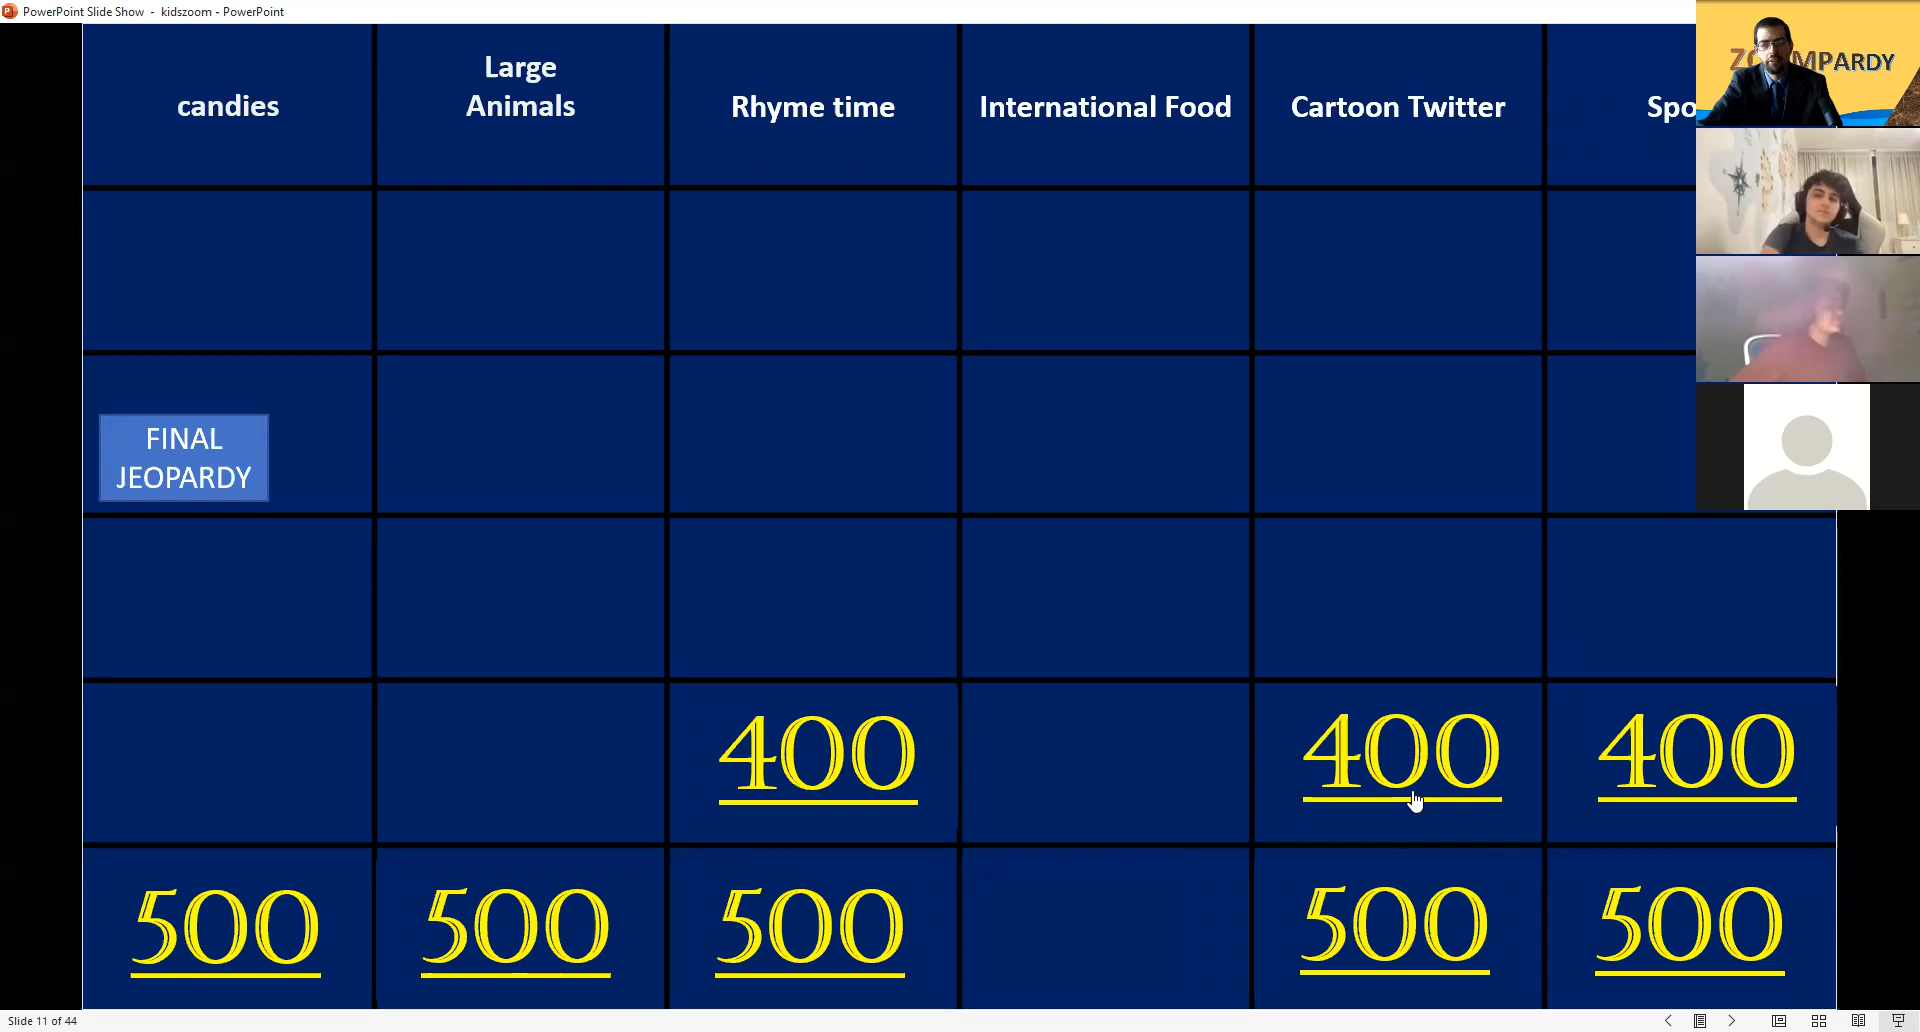 PowerPoint Slide Show - kidszoom - PowerPoint
candies
Large
Animals
Rhyme time
International Food
Cartoon Twitter
Spo
MPARDY
FINAL
JEOPARDY
400
400
400
500
500
500
500
500
Slide 11 of 44